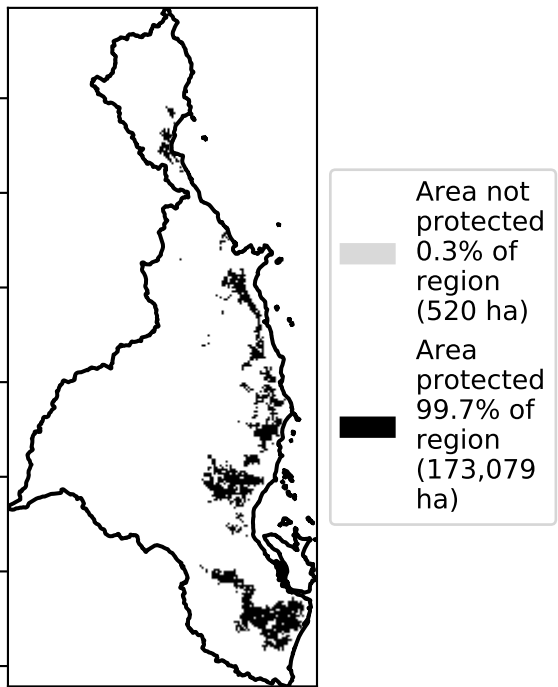 Area not
protected
0.3% of
region
(520 ha)
Area
protected
99.7% of
region
(173,079
ha)